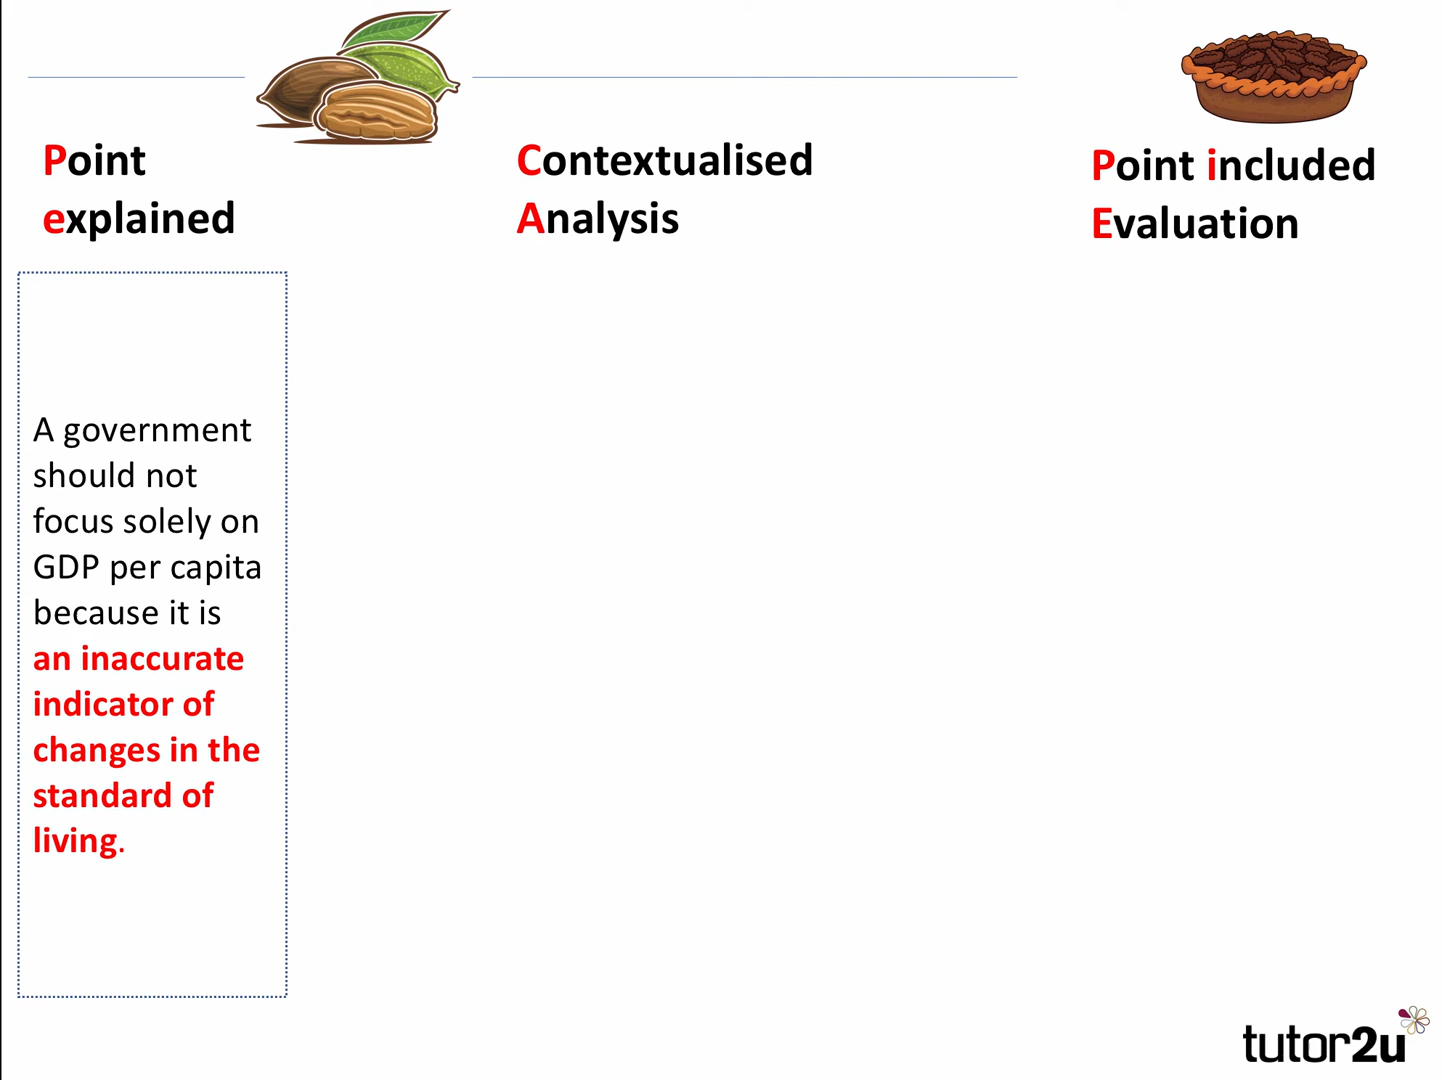 Point
explained
Contextualised
Analysis
Point included
Evaluation
A government
should not
focus solely on
GDP per capita
because it is
an inaccurate
indicator of
changes in the
standard of
living.
tutor2u